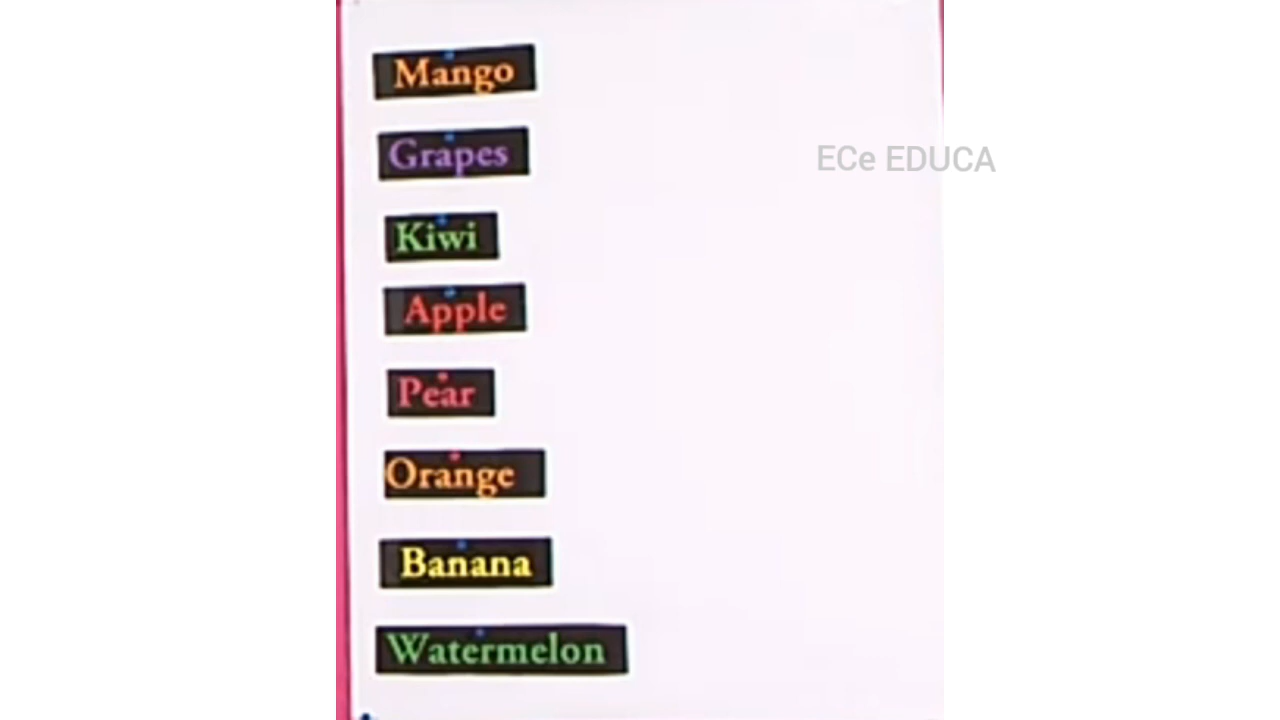 Mango
Grapes
ECe EDUCA
Kiwi
Apple
Pear
Orange
Banana
Watermelon